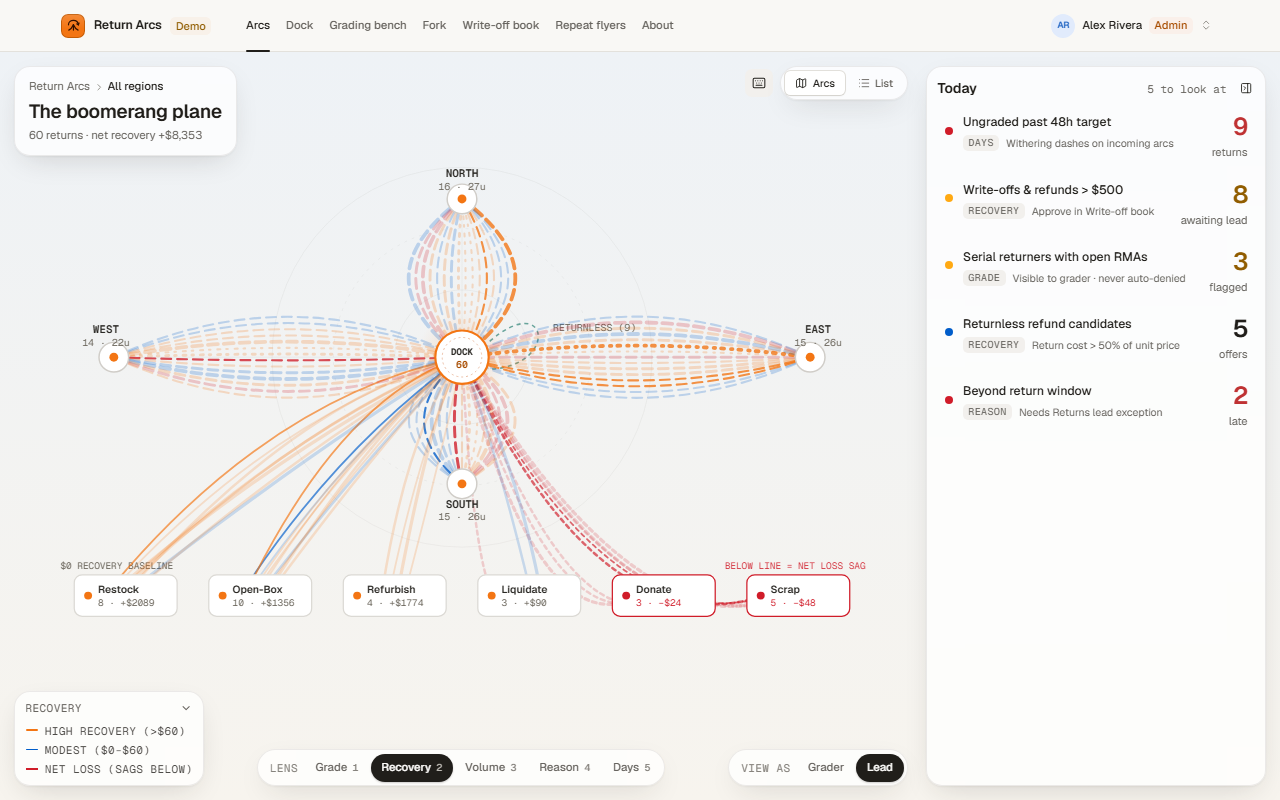 Return Arcs Demo Arcs Dock Grading bench Fork Write-off book Repeat flyers About AR Alex Rivera Admin
Return Arcs › All regions
The boomerang plane
60 returns · net recovery +$8,353
Arcs List
NORTH
16 · 27u
WEST
14 · 22u
RETURNLESS (9)
EAST
15 · 26u
DOCK
60
SOUTH
15 · 26u
$0 RECOVERY BASELINE
BELOW LINE = NET LOSS SAG
Restock
8 · +$2089
Open-Box
10 · +$1356
Refurbish
4 · +$1774
Liquidate
3 · +$90
Donate
3 · −$24
Scrap
5 · −$48
RECOVERY
HIGH RECOVERY (>$60)
MODEST ($0–$60)
NET LOSS (SAGS BELOW)
LENS Grade 1 Recovery 2 Volume 3 Reason 4 Days 5
VIEW AS Grader Lead
Today 5 to look at
Ungraded past 48h target 9
DAYS Withering dashes on incoming arcs returns
Write-offs & refunds > $500 8
RECOVERY Approve in Write-off book awaiting lead
Serial returners with open RMAs 3
GRADE Visible to grader · never auto-denied flagged
Returnless refund candidates 5
RECOVERY Return cost > 50% of unit price offers
Beyond return window 2
REASON Needs Returns lead exception late